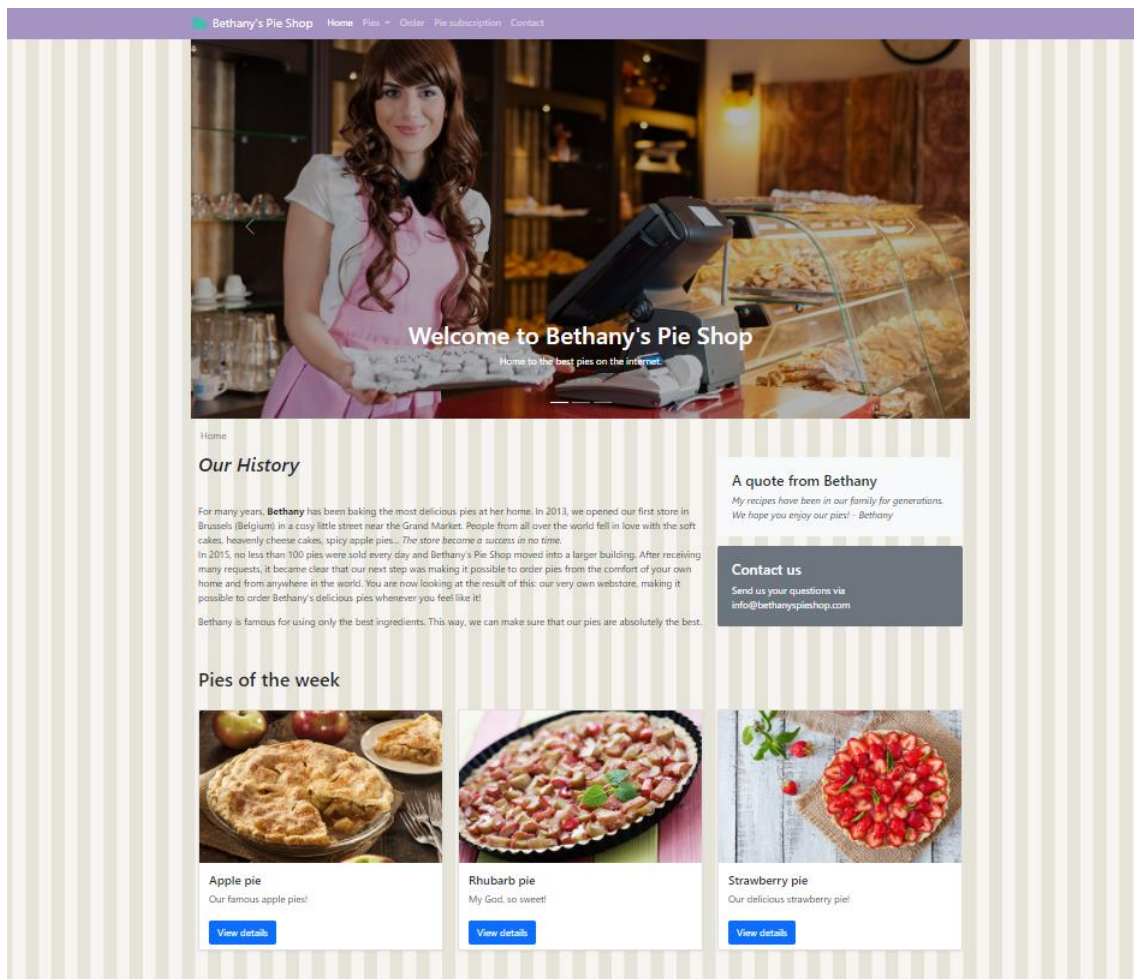 Bethany's Pie Shop Home Pies Order Pie subscription Contact
Welcome to Bethany's Pie Shop
Home to the best pies on the internet.
Home
Our History
For many years, Bethany has been baking the most delicious pies at her home. In 2013, we opened our first store in
Brussels (Belgium) in a cosy little street near the Grand Market. People from all over the world fell in love with the soft
cakes, heavenly cheese cakes, spicy apple pies... The store become a success in no time.
In 2015, no less than 100 pies were sold every day and Bethany's Pie Shop moved into a larger building. After receiving
many requests, it became clear that our next step was making it possible to order pies from the comfort of your own
home and from anywhere in the world. You are now looking at the result of this: our very own webstore, making it
possible to order Bethany's delicious pies whenever you feel like it!
Bethany is famous for using only the best ingredients. This way, we can make sure that our pies are absolutely the best.
A quote from Bethany
My recipes have been in our family for generations.
We hope you enjoy our pies! - Bethany
Contact us
Send us your questions via
info@bethanyspieshop.com
Pies of the week
Apple pie
Our famous apple pies!
View details
Rhubarb pie
My God, so sweet!
View details
Strawberry pie
Our delicious strawberry pie!
View details